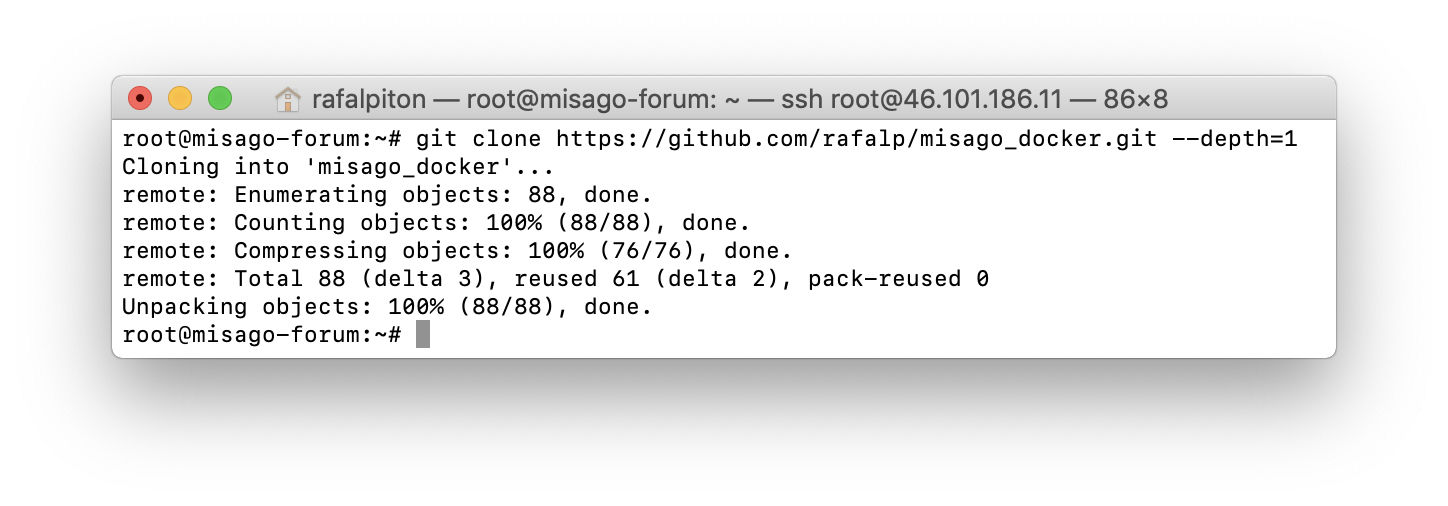 rafalpiton — root@misago-forum: ~ — ssh root@46.101.186.11 — 86×8
root@misago-forum:~# git clone https://github.com/rafalp/misago_docker.git --depth=1
Cloning into 'misago_docker'...
remote: Enumerating objects: 88, done.
remote: Counting objects: 100% (88/88), done.
remote: Compressing objects: 100% (76/76), done.
remote: Total 88 (delta 3), reused 61 (delta 2), pack-reused 0
Unpacking objects: 100% (88/88), done.
root@misago-forum:~#